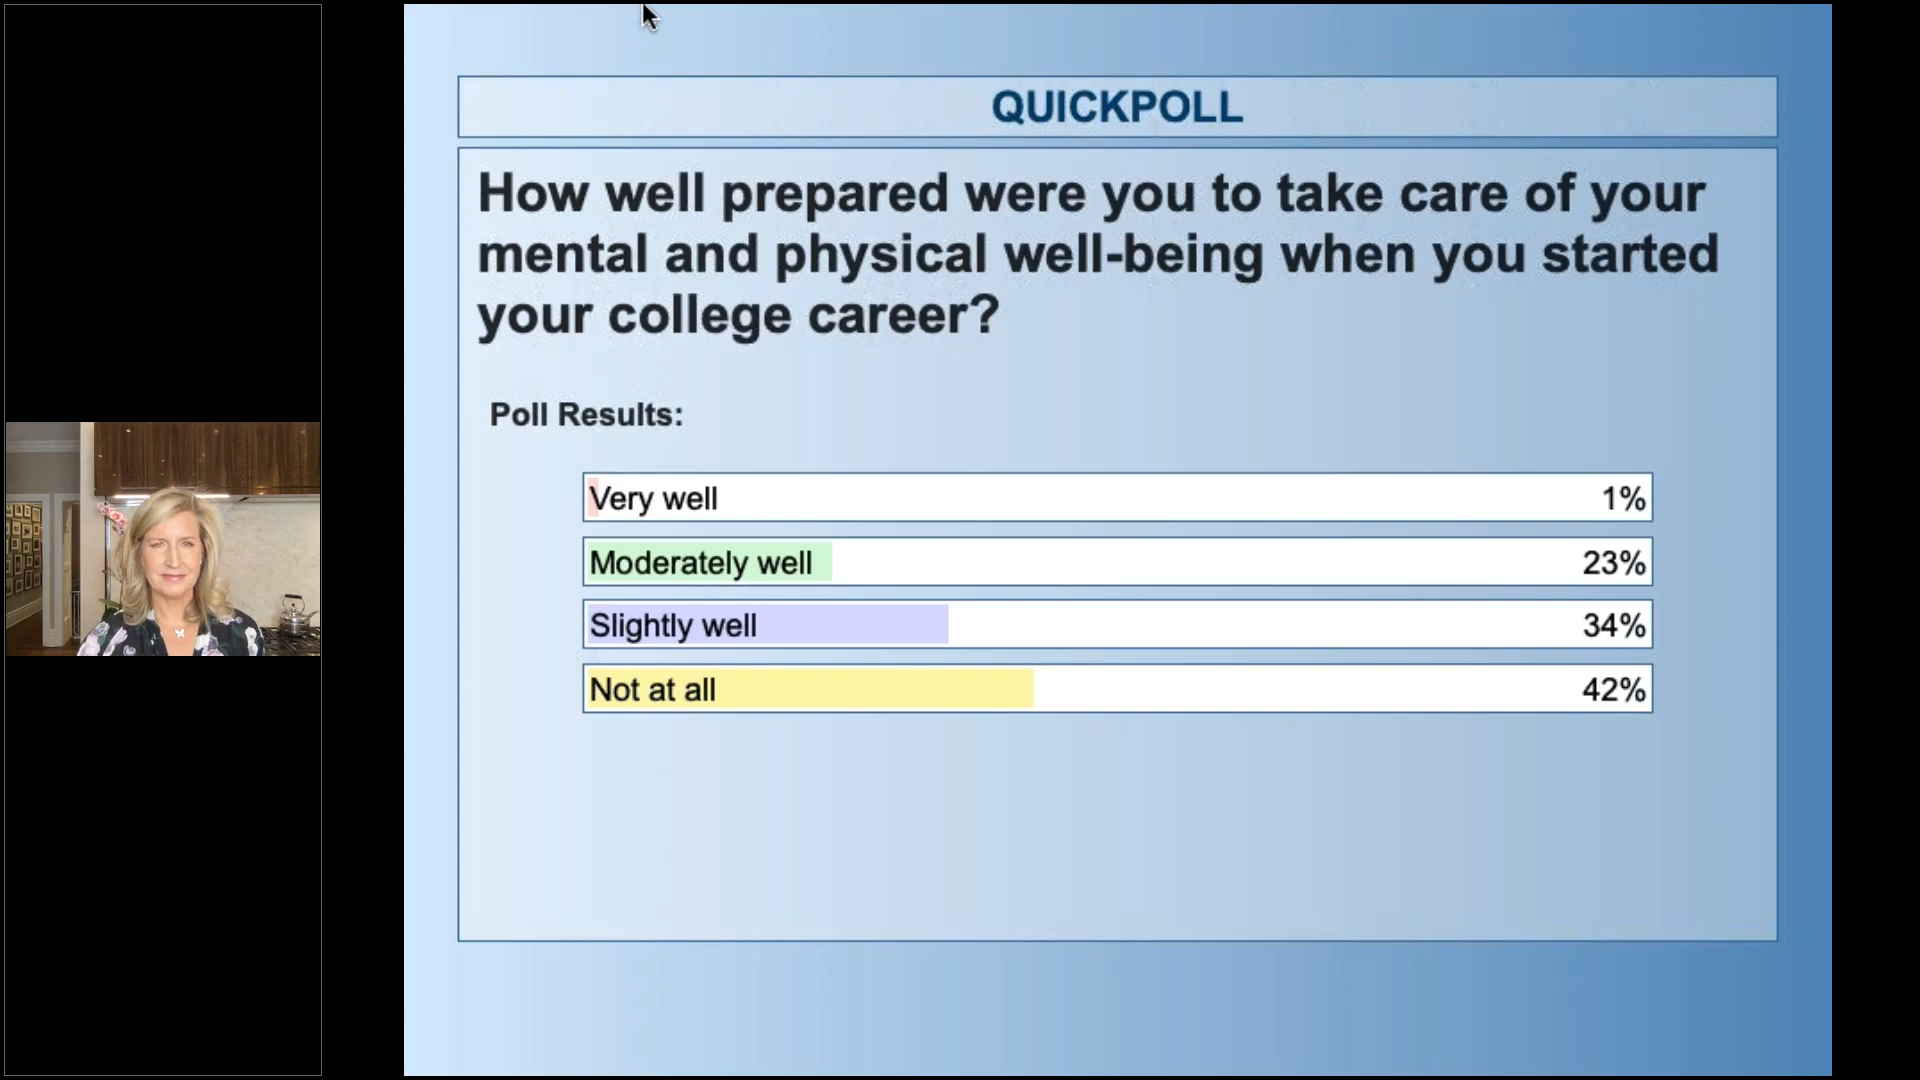 QUICKPOLL
How well prepared were you to take care of your
mental and physical well-being when you started
your college career?
Poll Results:
Very well 1%
Moderately well 23%
Slightly well 34%
Not at all 42%